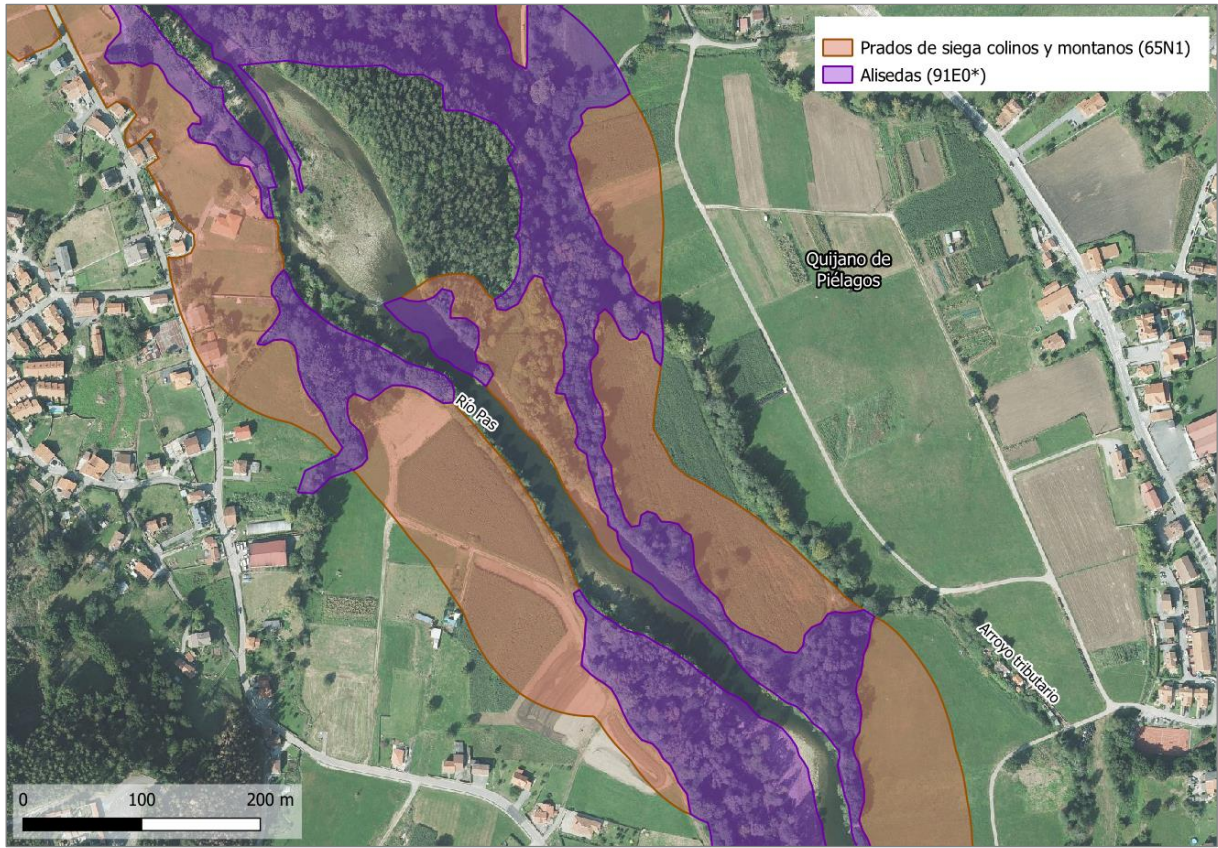 Prados de siega colinos y montanos (65N1)
Alisedas (91E0*)
Quijano de
Piélagos
Río Pas
Arroyo tributario
0 100 200 m